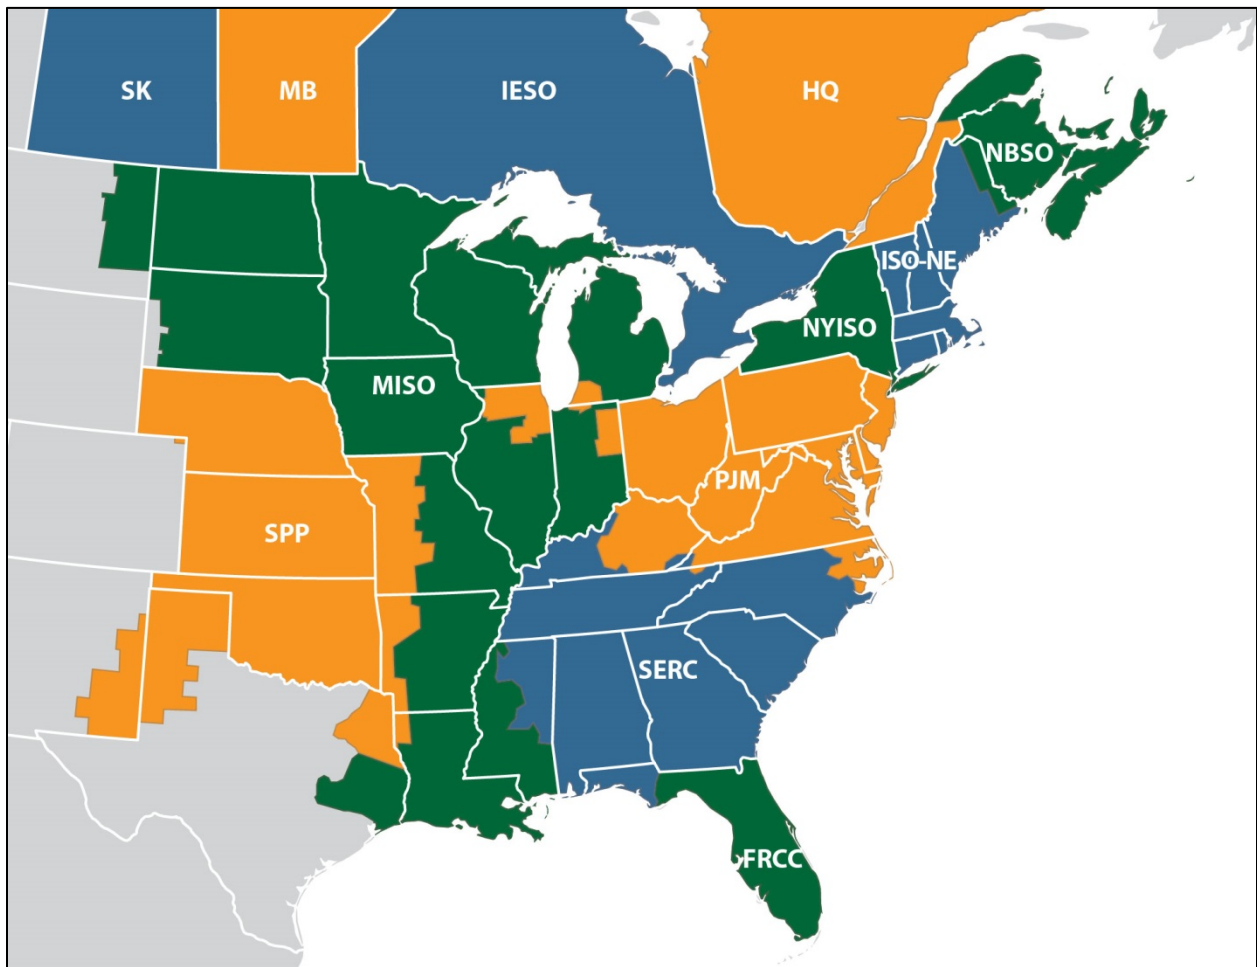 SK
MB
IESO
HQ
NBSO
ISO-NE
NYISO
MISO
PJM
SPP
SERC
FRCC